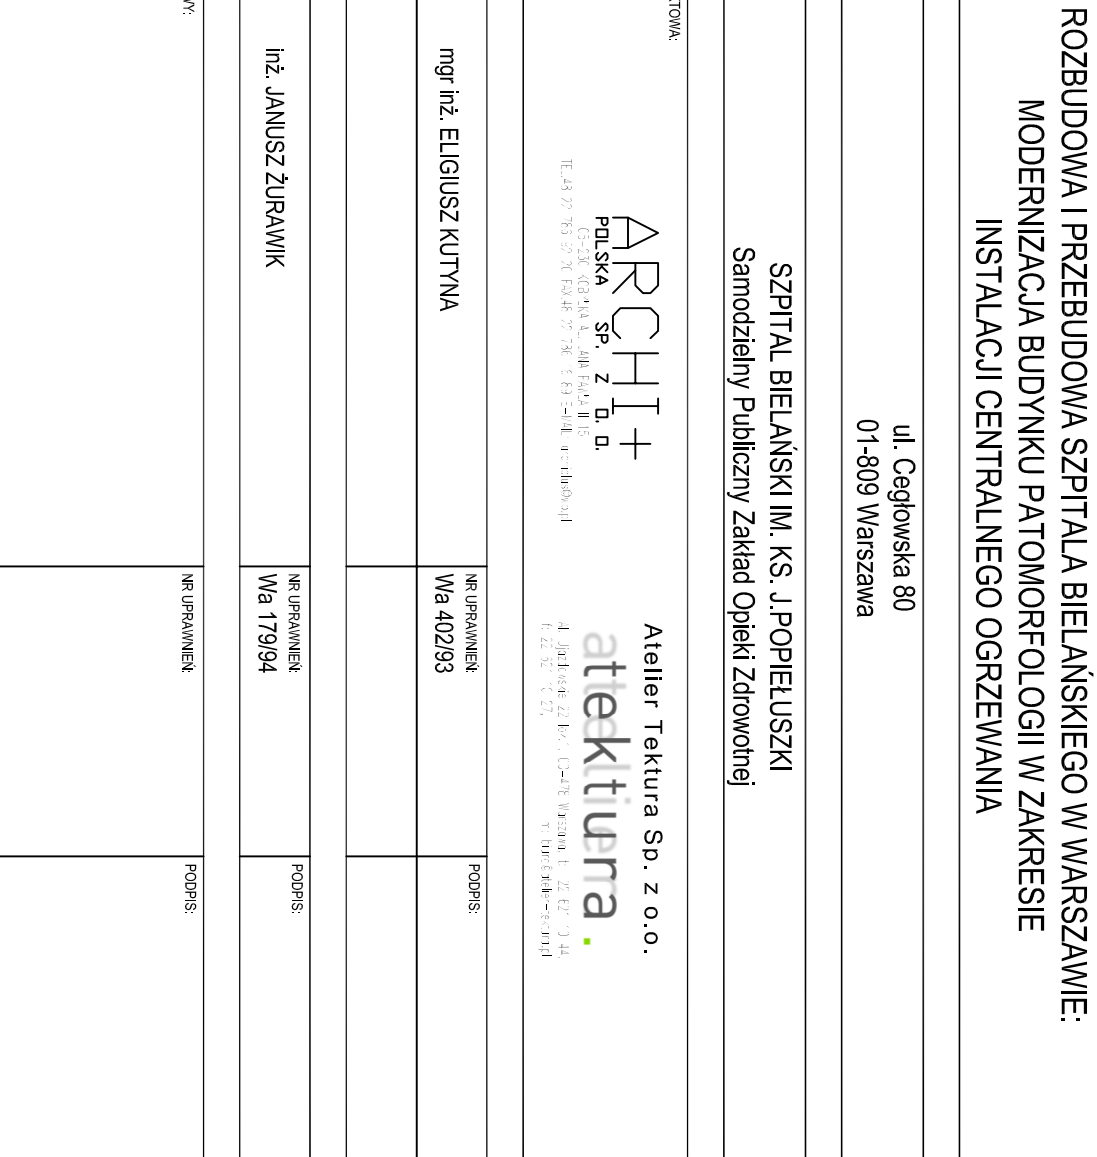 ROZBUDOWA I PRZEBUDOWA SZPITALA BIELAŃSKIEGO W WARSZAWIE:
MODERNIZACJA BUDYNKU PATOMORFOLOGII W ZAKRESIE
INSTALACJI CENTRALNEGO OGRZEWANIA
ul. Cegłowska 80
01-809 Warszawa
SZPITAL BIELAŃSKI IM. KS. J.POPIEŁUSZKI
Samodzielny Publiczny Zakład Opieki Zdrowotnej
ARCHI+
POLSKA SP. Z O.O.
Atelier Tektura Sp. z o.o.
mgr inż. ELIGIUSZ KUTYNA
NR UPRAWNIEŃ:
Wa 402/93
PODPIS:
inż. JANUSZ ŻURAWIK
NR UPRAWNIEŃ:
Wa 179/94
PODPIS:
NR UPRAWNIEŃ:
PODPIS: